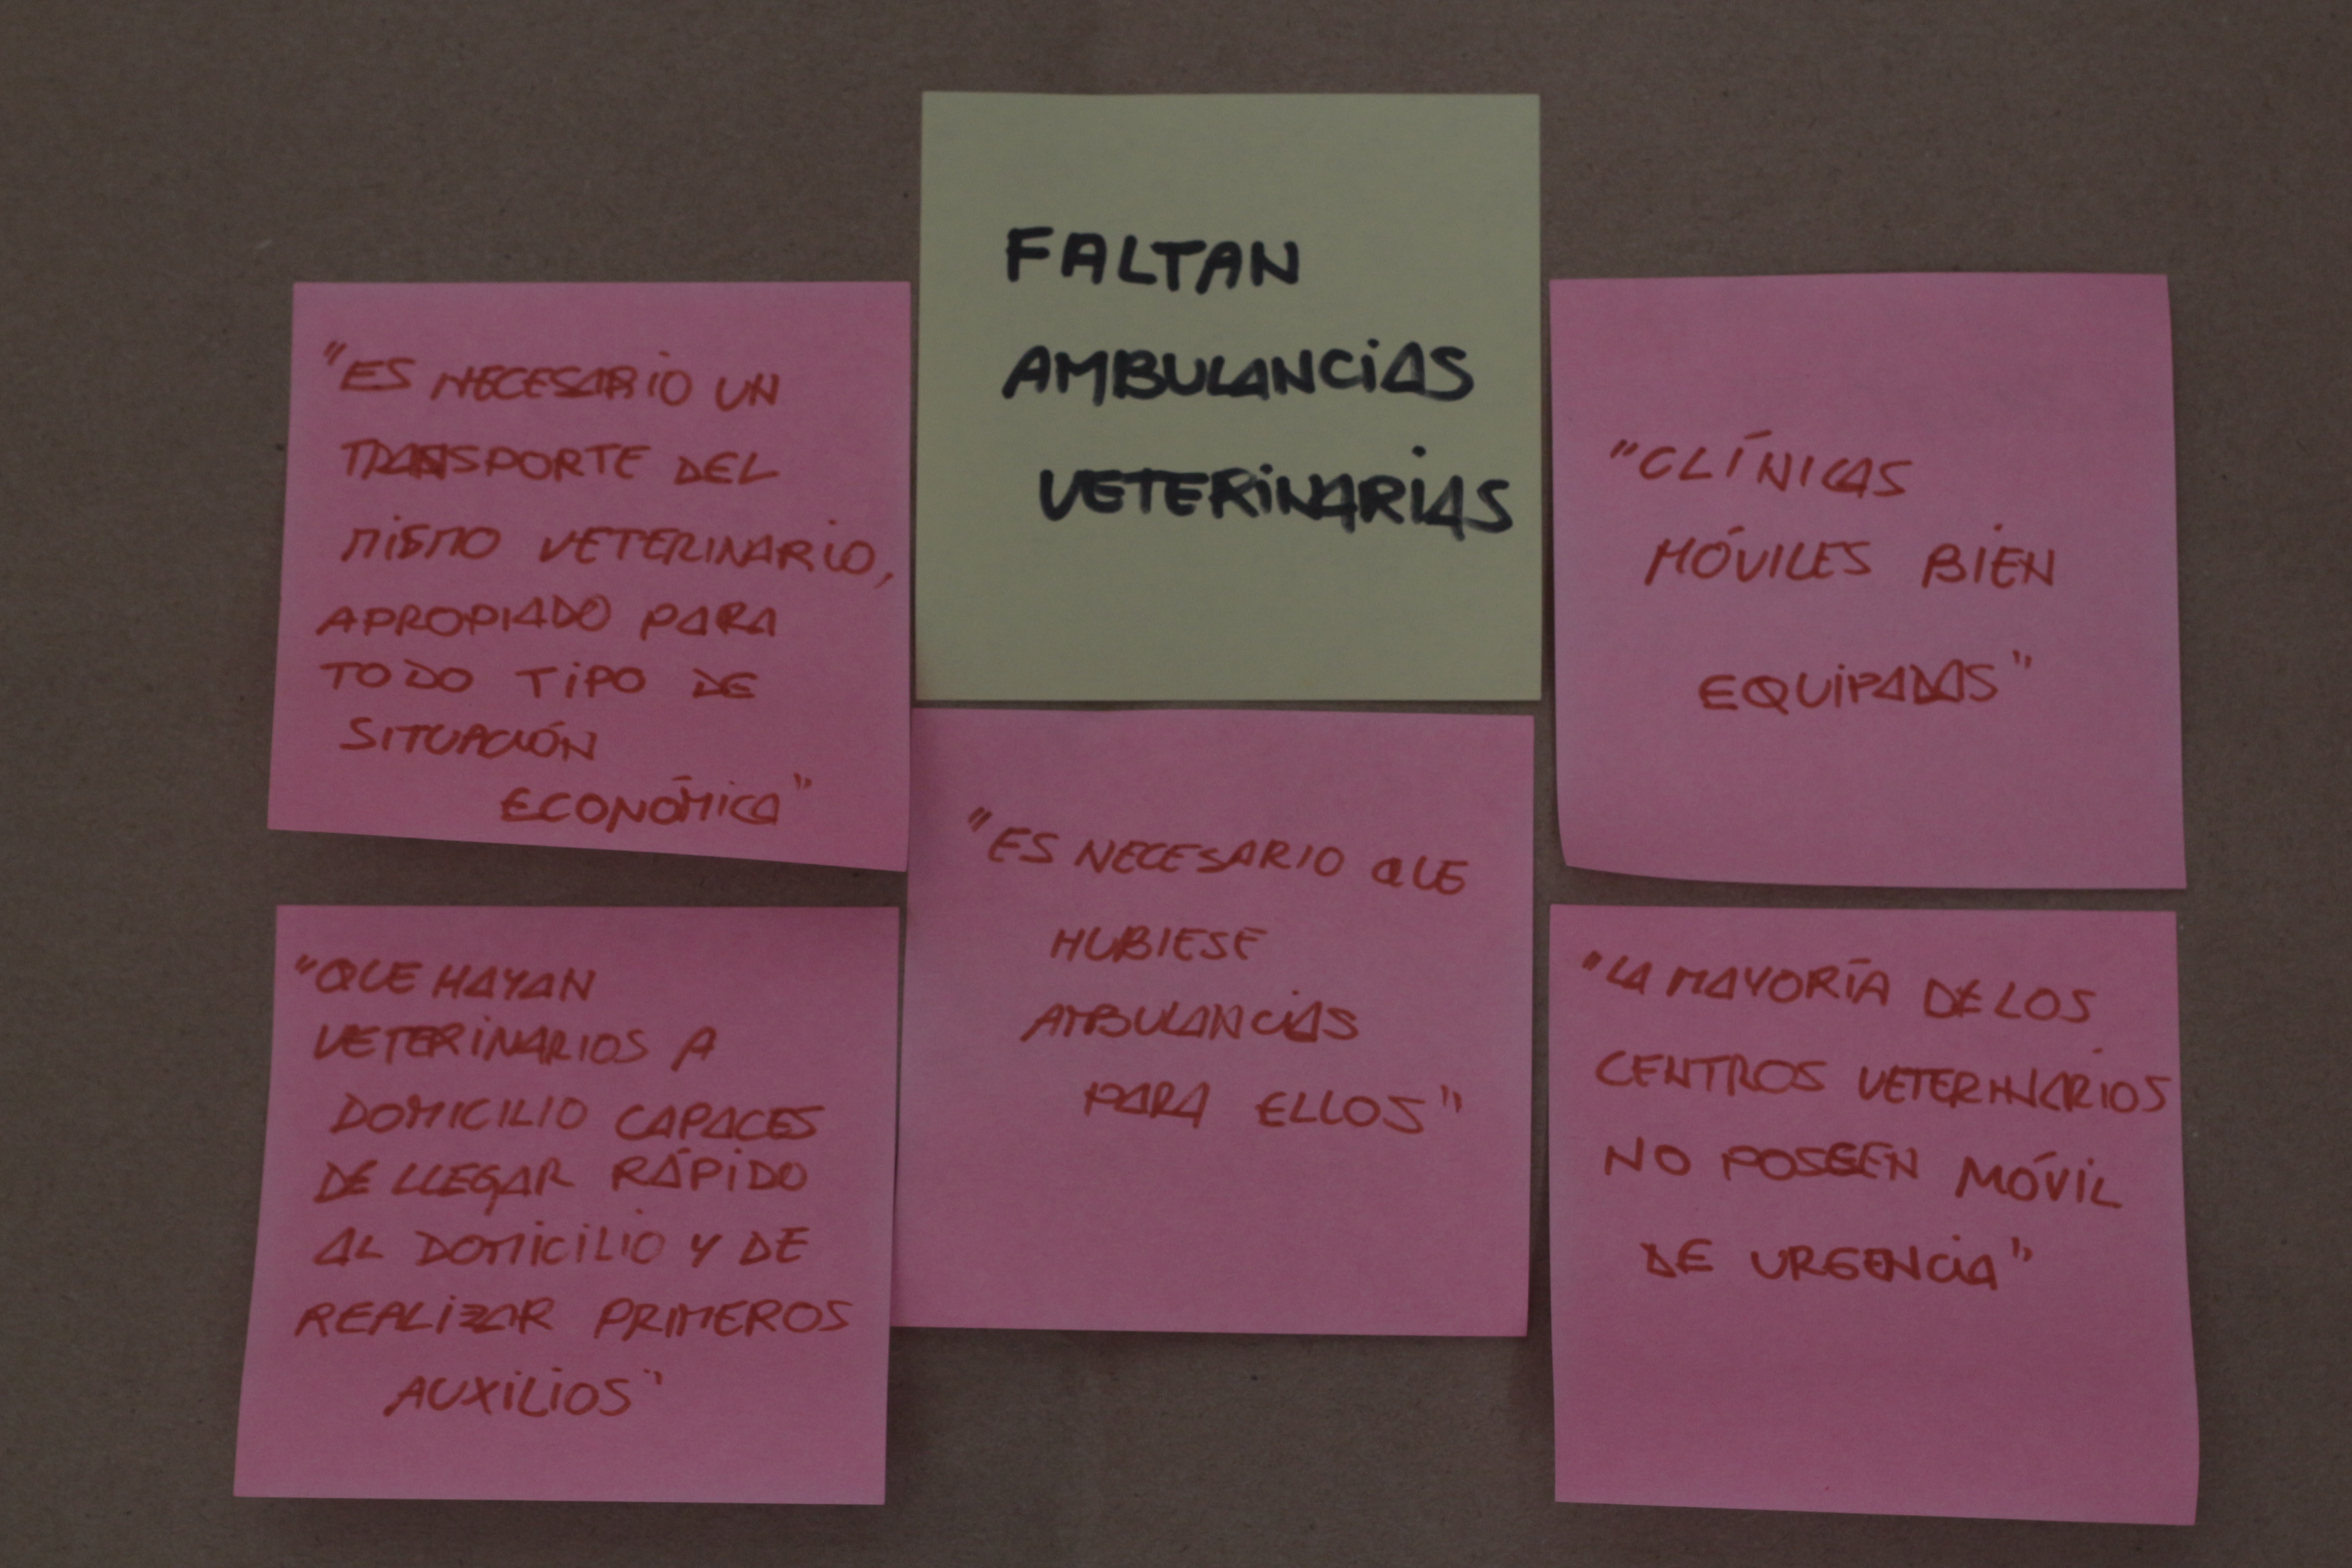 FALTAN
AMBULANCIAS
VETERINARIAS
"ES NECESARIO UN
TRANSPORTE DEL
MISMO VETERINARIO,
APROPIADO PARA
TODO TIPO DE
SITUACIÓN
ECONÓMICA"
"CLÍNICAS
MÓVILES BIEN
EQUIPADAS"
"QUE HAYAN
VETERINARIOS A
DOMICILIO CAPACES
DE LLEGAR RÁPIDO
AL DOMICILIO Y DE
REALIZAR PRIMEROS
AUXILIOS"
"ES NECESARIO QUE
HUBIESE
AMBULANCIAS
PARA ELLOS"
"LA MAYORÍA DE LOS
CENTROS VETERINARIOS
NO POSEEN MÓVIL
DE URGENCIA"